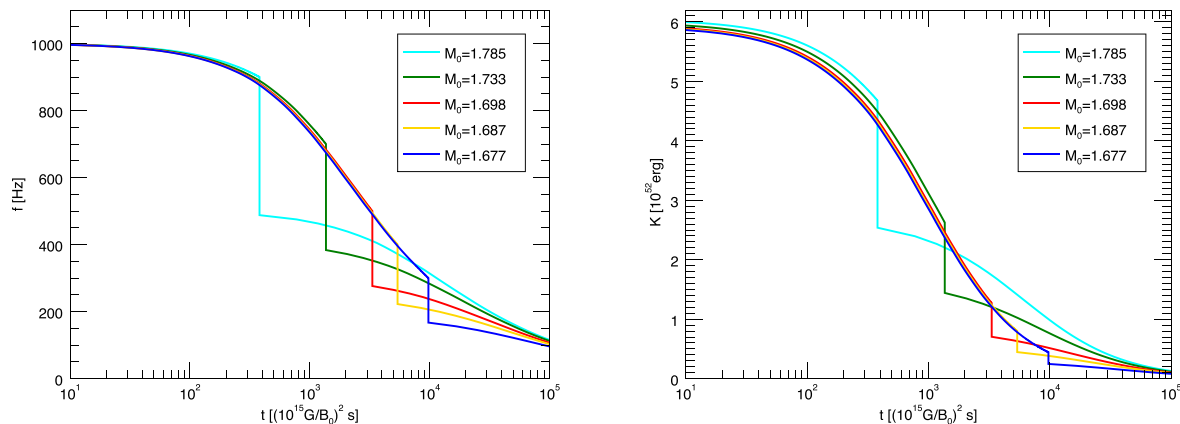 1000
800
600
400
200
0
f [Hz]
M₀=1.785
M₀=1.733
M₀=1.698
M₀=1.687
M₀=1.677
10¹ 10² 10³ 10⁴ 10⁵
t [(10¹⁵G/B₀)² s]
6
5
4
3
2
1
0
K [10⁵²erg]
M₀=1.785
M₀=1.733
M₀=1.698
M₀=1.687
M₀=1.677
10¹ 10² 10³ 10⁴ 10⁵
t [(10¹⁵G/B₀)² s]